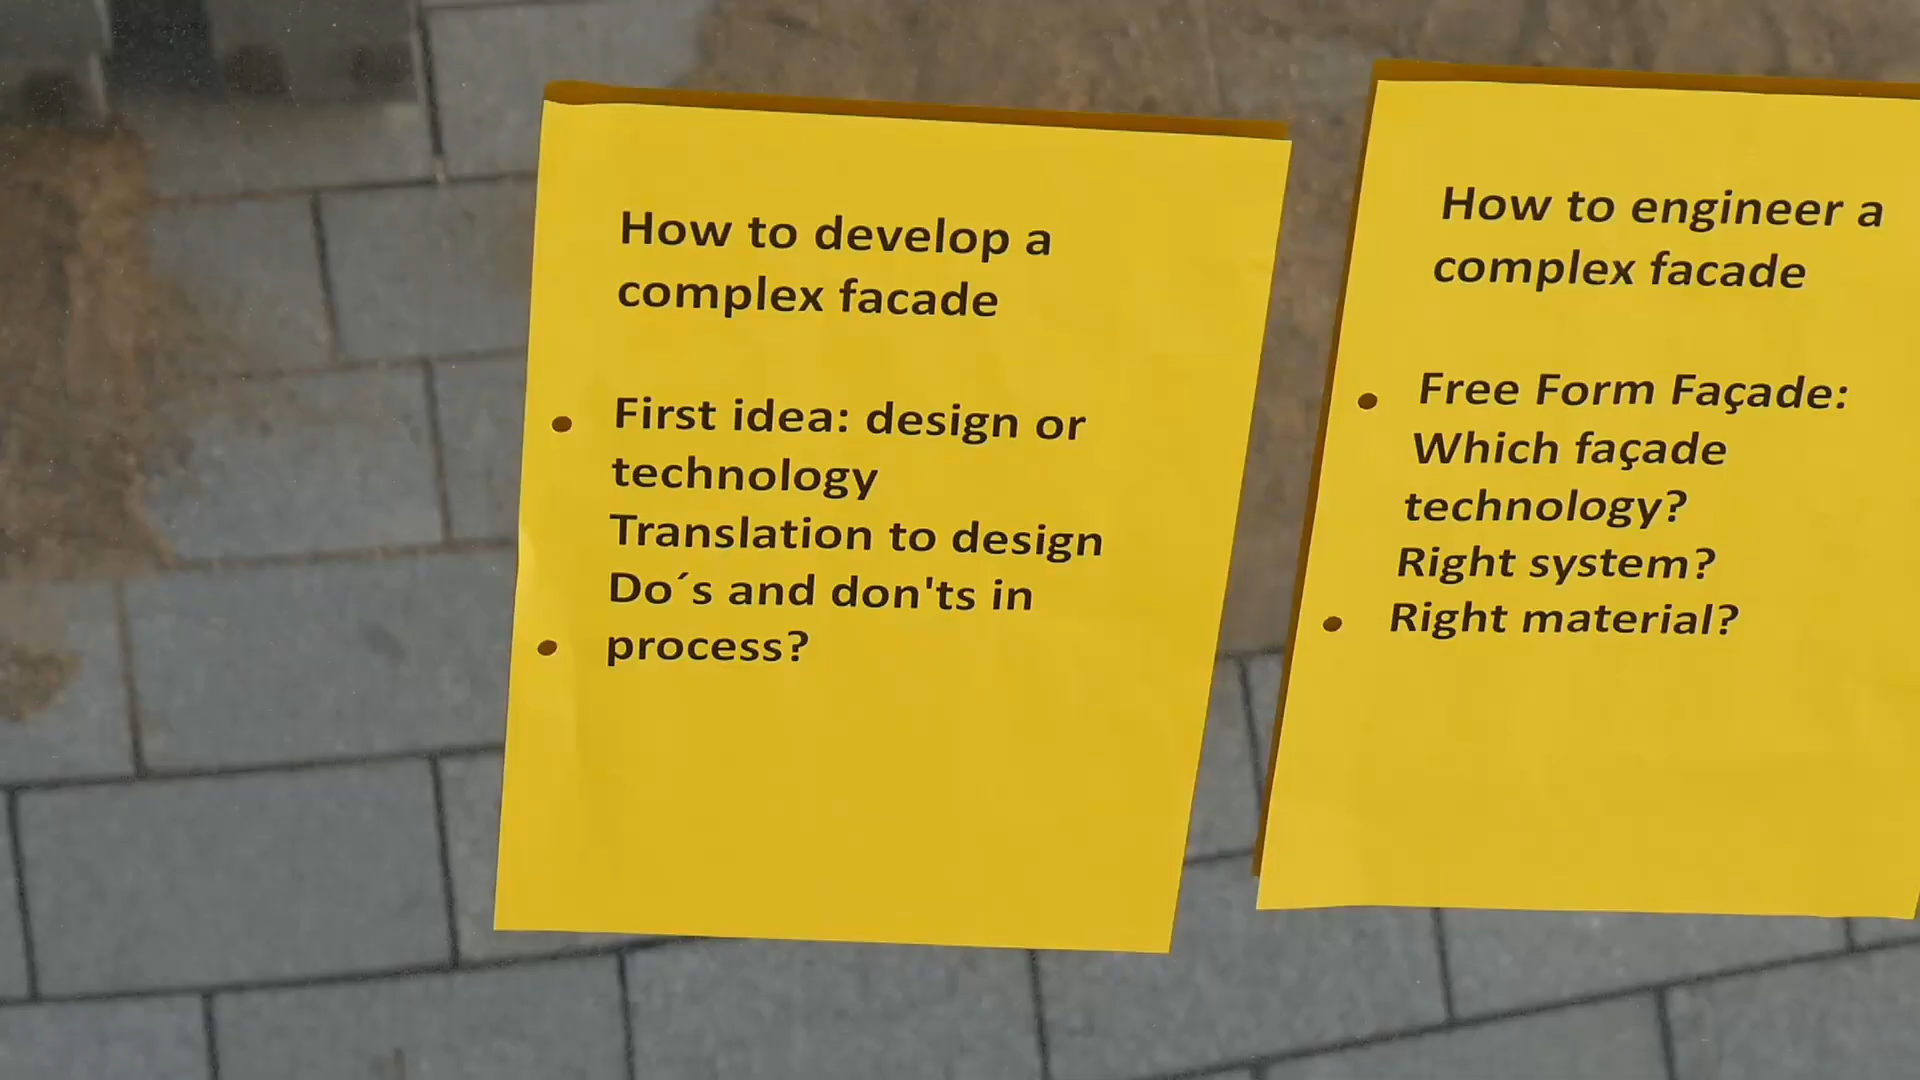 How to develop a
complex facade
• First idea: design or
technology
Translation to design
Do´s and don'ts in
• process?
How to engineer a
complex facade
• Free Form Façade:
Which façade
technology?
Right system?
• Right material?